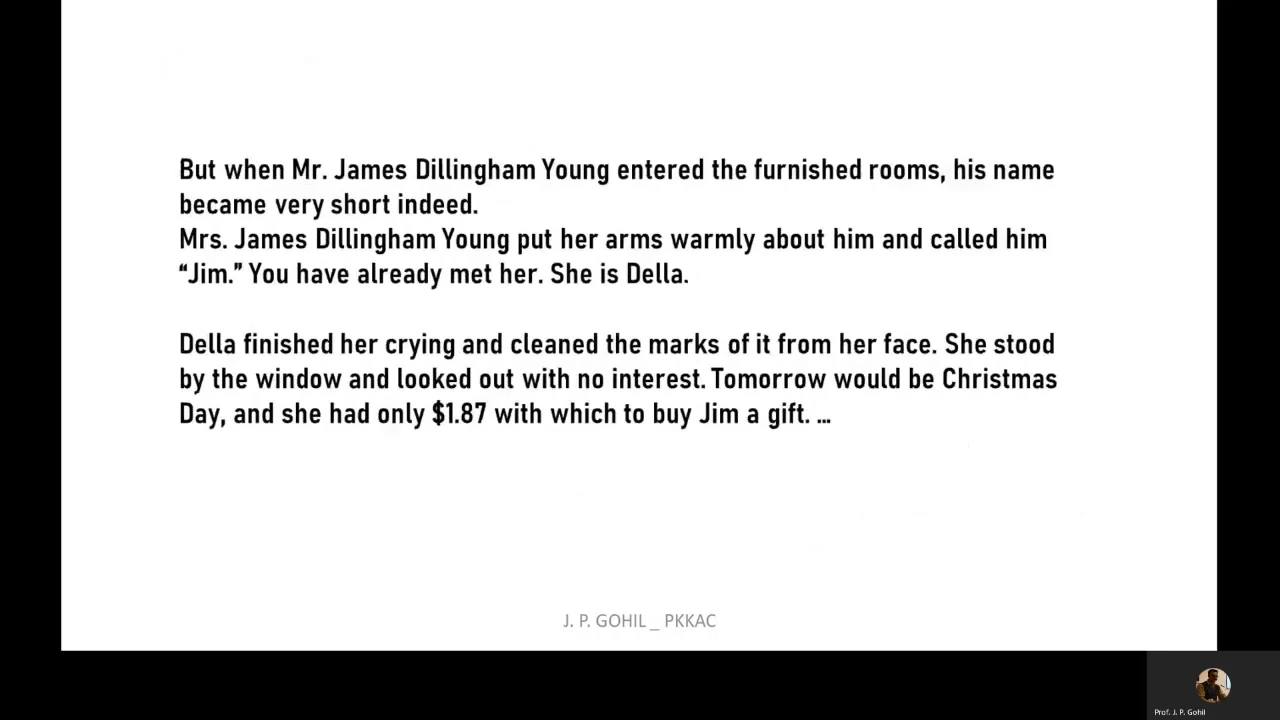 But when Mr. James Dillingham Young entered the furnished rooms, his name
became very short indeed.
Mrs. James Dillingham Young put her arms warmly about him and called him
“Jim.” You have already met her. She is Della.
Della finished her crying and cleaned the marks of it from her face. She stood
by the window and looked out with no interest. Tomorrow would be Christmas
Day, and she had only $1.87 with which to buy Jim a gift. ...
J. P. GOHIL _ PKKAC
Prof. J. P. Gohil